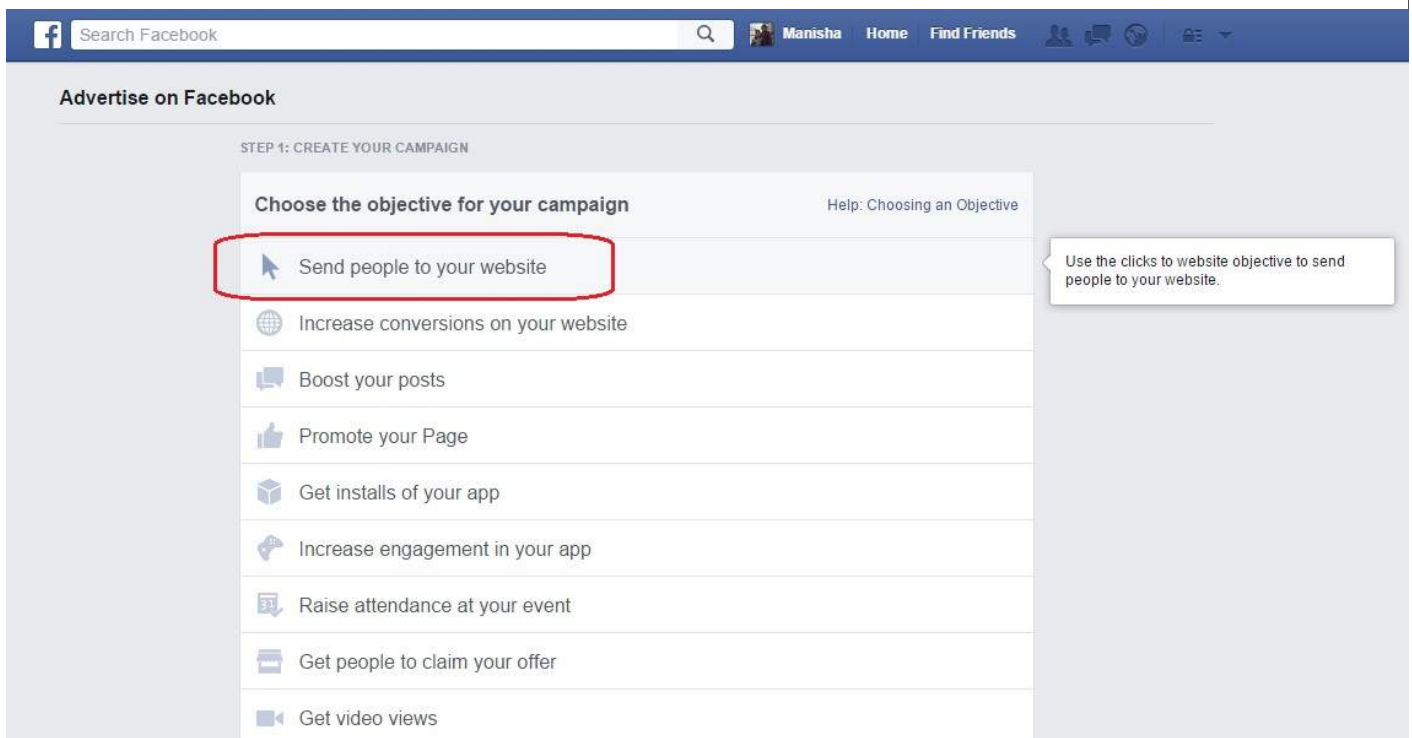 f
Search Facebook
Manisha Home Find Friends
Advertise on Facebook
STEP 1: CREATE YOUR CAMPAIGN
Choose the objective for your campaign
Help: Choosing an Objective
Send people to your website
Use the clicks to website objective to send
people to your website.
Increase conversions on your website
Boost your posts
Promote your Page
Get installs of your app
Increase engagement in your app
31
Raise attendance at your event
Get people to claim your offer
Get video views